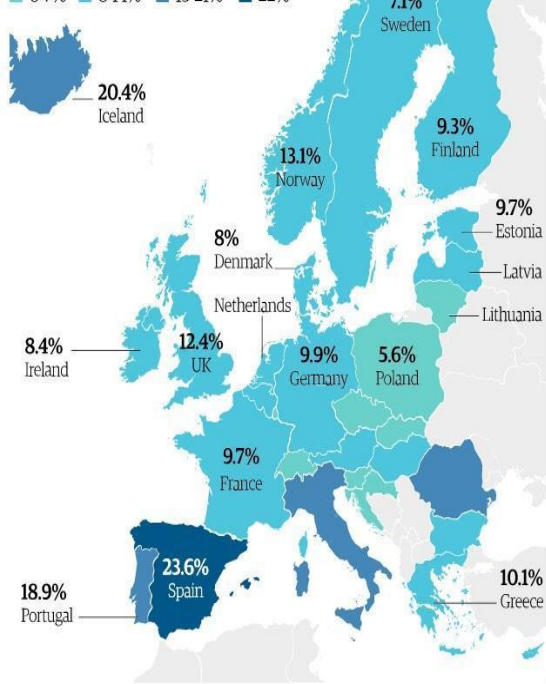 7.1%
Sweden
20.4%
Iceland
9.3%
Finland
13.1%
Norway
9.7%
Estonia
8%
Denmark
Latvia
Netherlands
Lithuania
8.4%
Ireland
12.4%
UK
9.9%
Germany
5.6%
Poland
9.7%
France
23.6%
Spain
18.9%
Portugal
10.1%
Greece